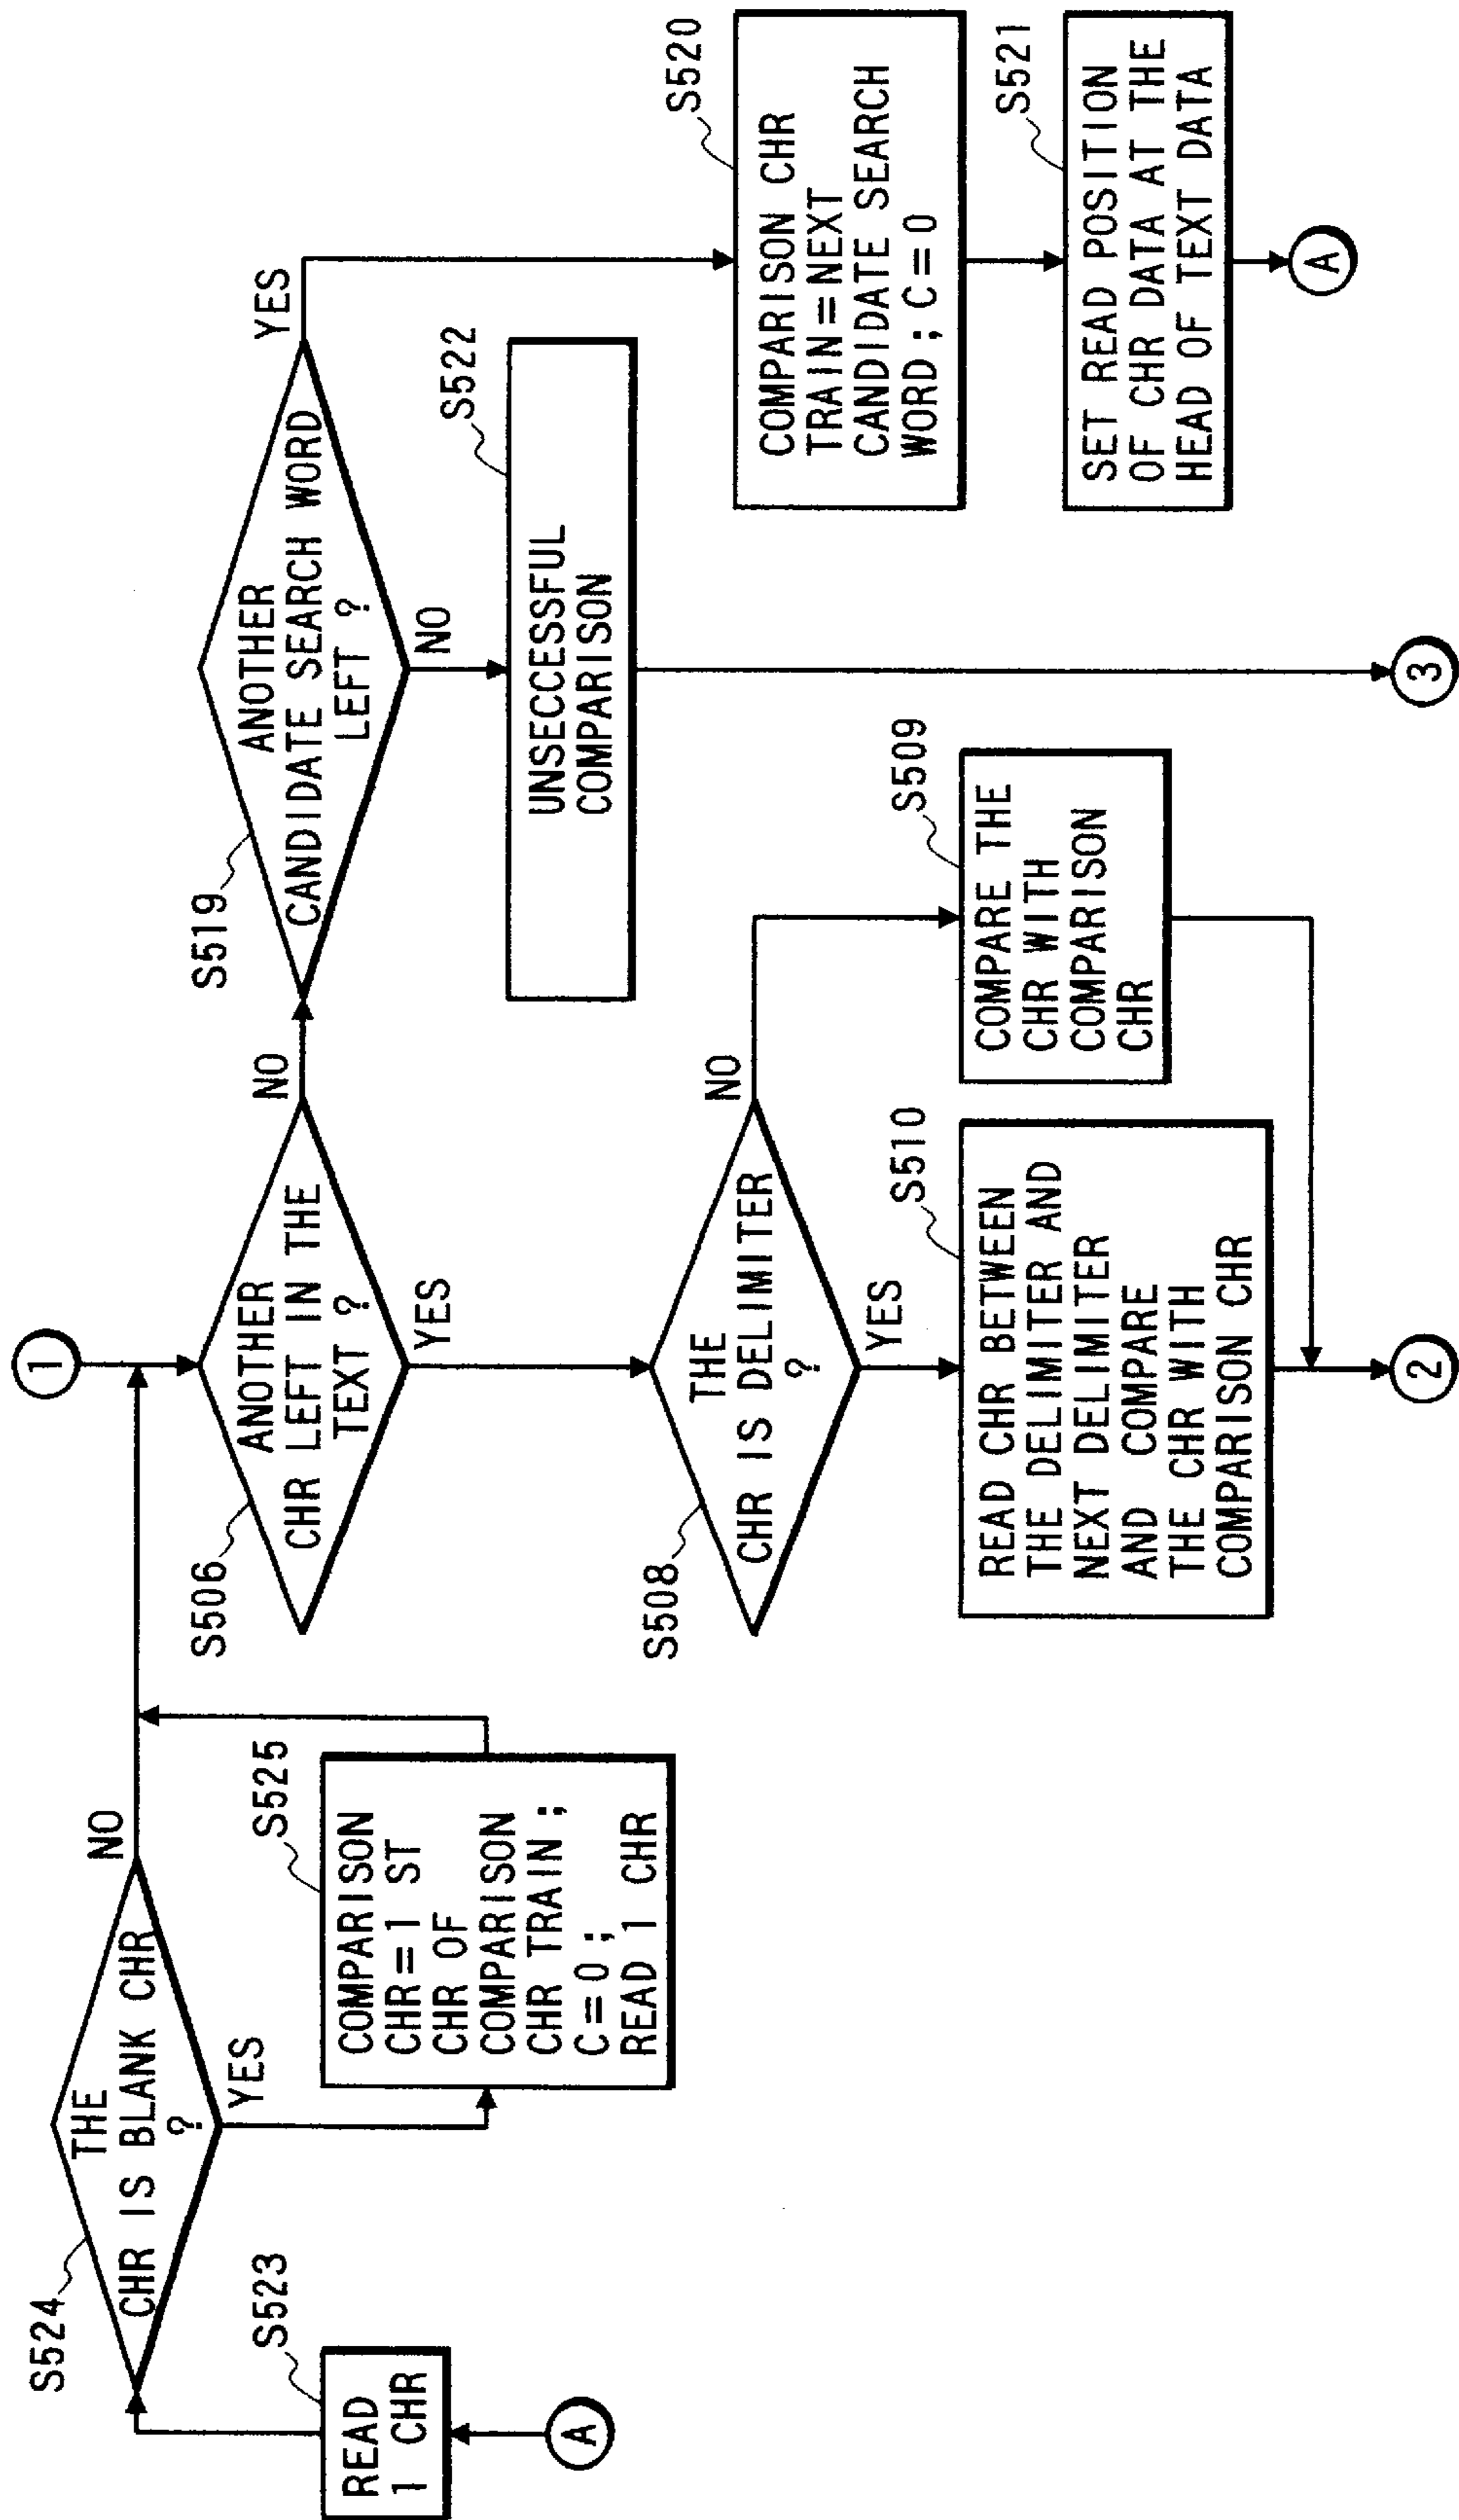 1
S524
THE
CHR IS BLANK CHR
?
NO
YES
S523
READ
1 CHR
A
S525
COMPARISON
CHR=1 ST
CHR OF
COMPARISON
CHR TRAIN;
C=0;
READ 1 CHR
S506
ANOTHER
CHR LEFT IN THE
TEXT ?
NO
YES
S519
ANOTHER
CANDIDATE SEARCH WORD
LEFT ?
YES
NO
S522
UNSECCESSFUL
COMPARISON
S508
THE
CHR IS DELIMITER
?
NO
YES
S520
COMPARISON CHR
TRAIN=NEXT
CANDIDATE SEARCH
WORD; C=0
S510
READ CHR BETWEEN
THE DELIMITER AND
NEXT DELIMITER
AND COMPARE
THE CHR WITH
COMPARISON CHR
S509
COMPARE THE
CHR WITH
COMPARISON
CHR
S521
SET READ POSITION
OF CHR DATA AT THE
HEAD OF TEXT DATA
2
3
A